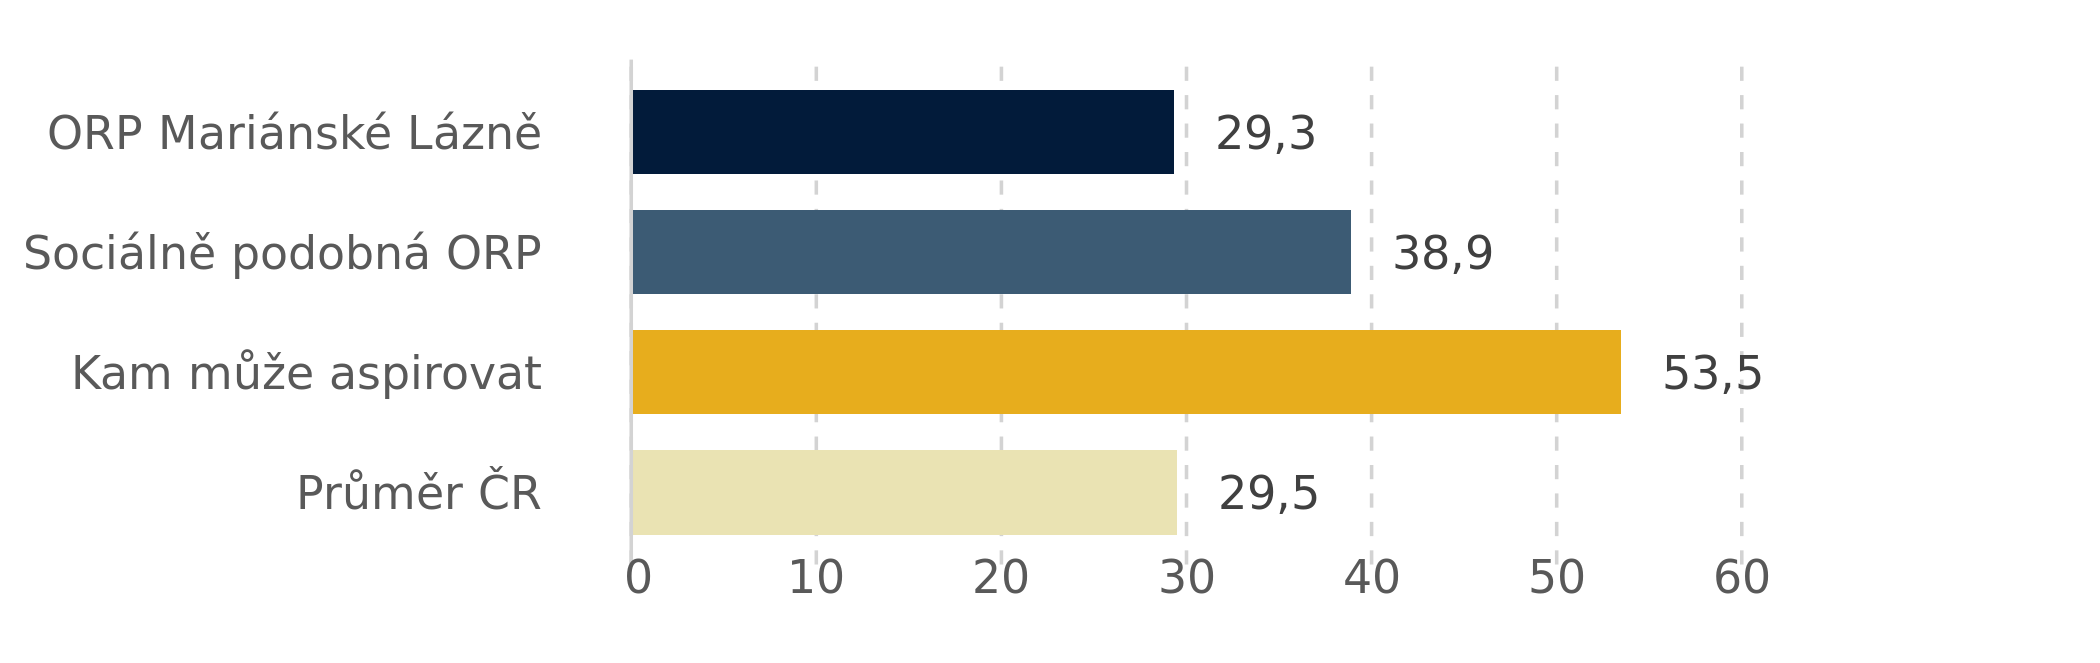 ORP Mariánské Lázně 29,3
Sociálně podobná ORP 38,9
Kam může aspirovat 53,5
Průměr ČR 29,5
0 10 20 30 40 50 60